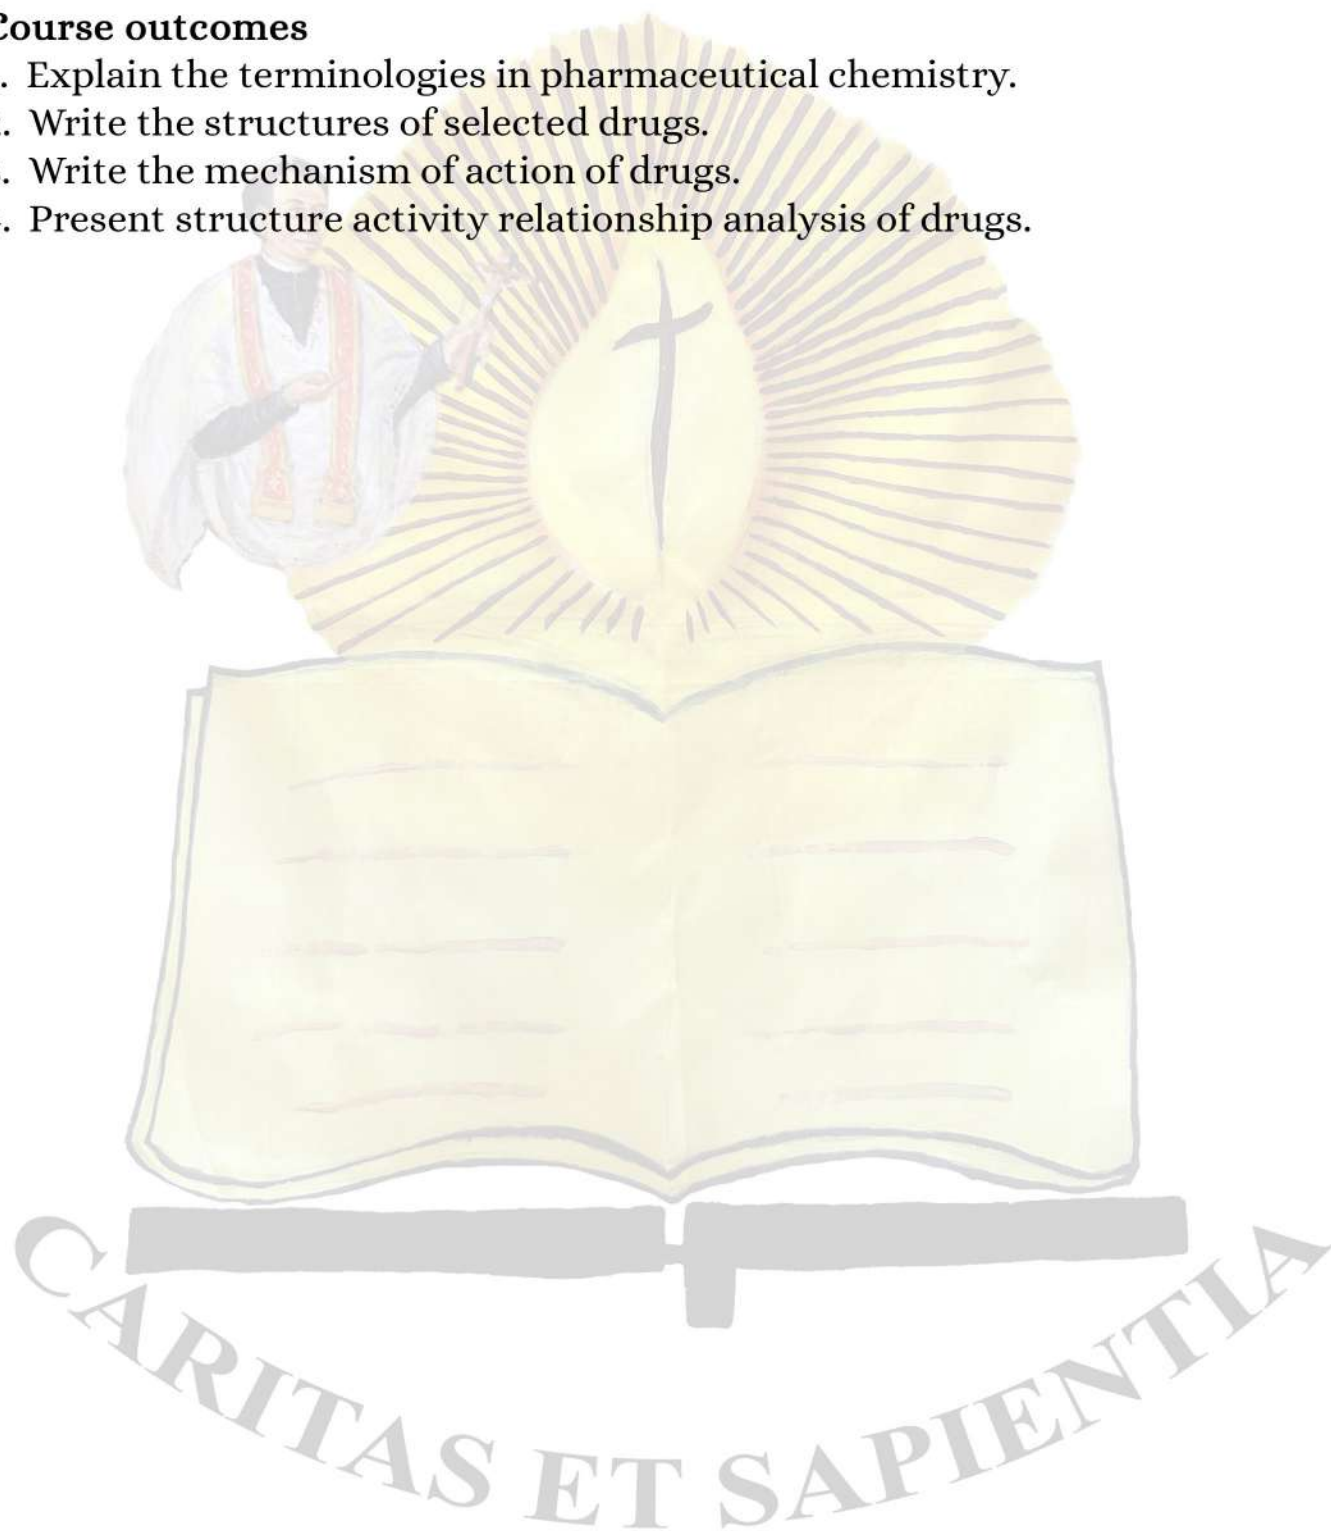 Course outcomes
. Explain the terminologies in pharmaceutical chemistry.
. Write the structures of selected drugs.
. Write the mechanism of action of drugs.
. Present structure activity relationship analysis of drugs.
CARITAS ET SAPIENTIA